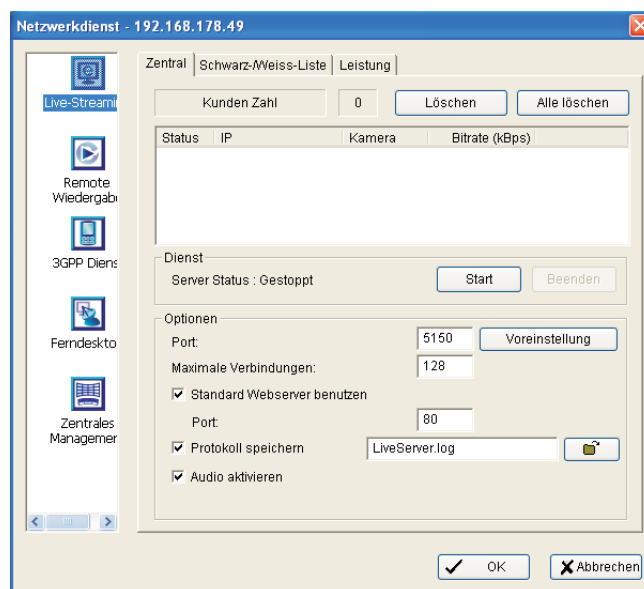 Netzwerkdienst - 192.168.178.49
Live-Streami
Remote
Wiedergab
3GPP Diens
Ferndeskto
Zentrales
Managemer
Zentral
Schwarz-/Weiss-Liste
Leistung
Kunden Zahl
0
Löschen
Alle löschen
Status IP Kamera Bitrate (kBps)
Dienst
Server Status : Gestoppt
Start
Beenden
Optionen
Port:
5150
Voreinstellung
Maximale Verbindungen:
128
Standard Webserver benutzen
Port:
80
Protokoll speichern
LiveServer.log
Audio aktivieren
OK
Abbrechen